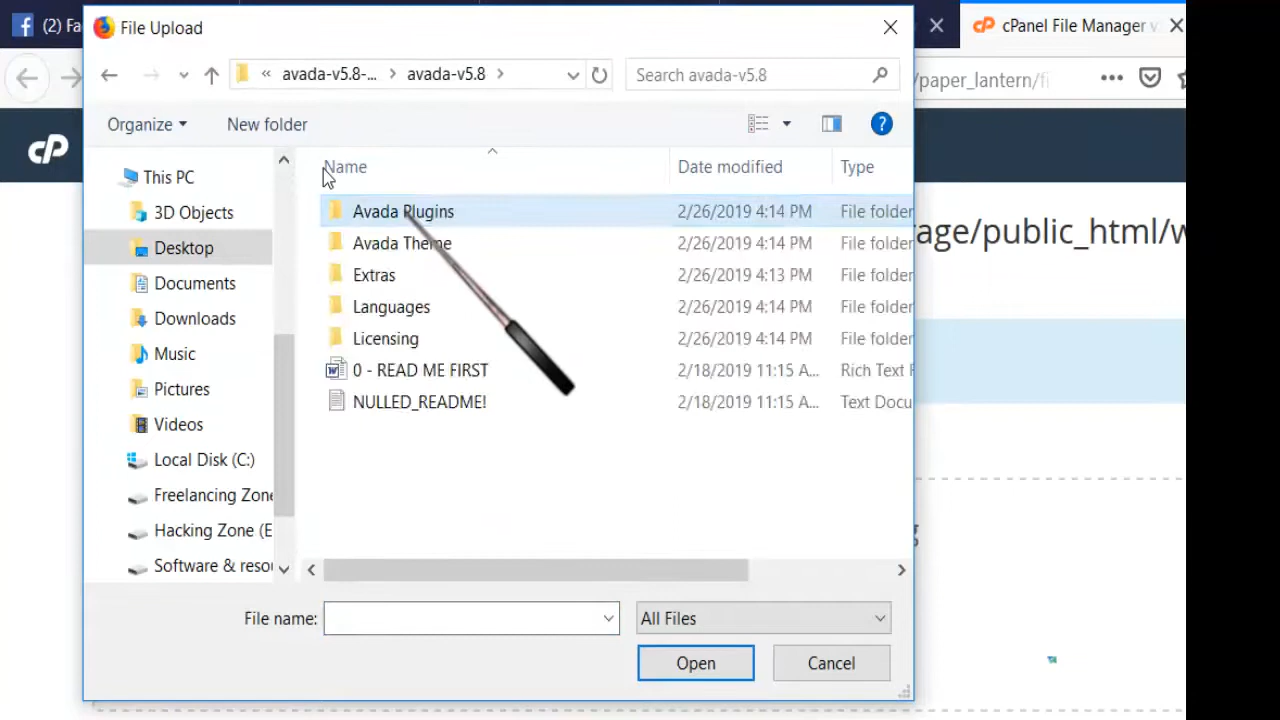 (2) Fa
File Upload
cPanel File Manager v
« avada-v5.8-... > avada-v5.8 >
Search avada-v5.8
/paper_lantern/fi
Organize
New folder
cP
Name
Date modified
Type
This PC
3D Objects
Desktop
Documents
Downloads
Music
Pictures
Videos
Local Disk (C:)
Freelancing Zone
Hacking Zone (E
Software & resou
Avada Plugins 2/26/2019 4:14 PM File folder
Avada Theme 2/26/2019 4:14 PM File folder
Extras 2/26/2019 4:13 PM File folder
Languages 2/26/2019 4:14 PM File folder
Licensing 2/26/2019 4:14 PM File folder
0 - READ ME FIRST 2/18/2019 11:15 A... Rich Text F
NULLED_README! 2/18/2019 11:15 A... Text Docu
age/public_html/w
File name:
All Files
Open
Cancel